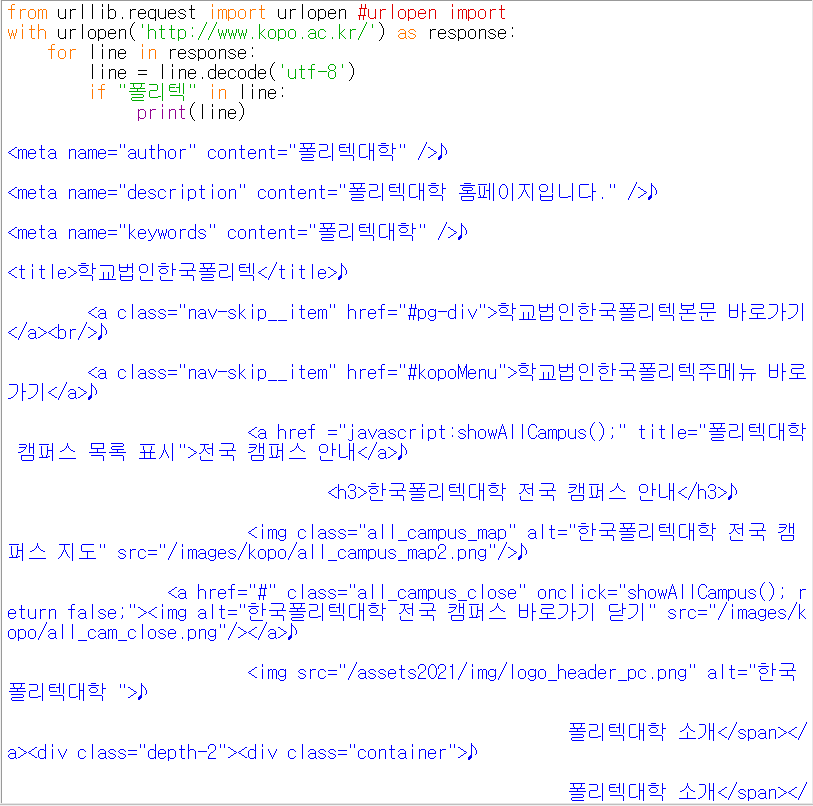 from urllib.request import urlopen #urlopen import
with urlopen('http://www.kopo.ac.kr/') as response:
    for line in response:
        line = line.decode('utf-8')
        if "폴리텍" in line:
             print(line)
<meta name="author" content="폴리텍대학" />♪
<meta name="description" content="폴리텍대학 홈페이지입니다." />♪
<meta name="keywords" content="폴리텍대학" />♪
<title>학교법인한국폴리텍</title>♪
        <a class="nav-skip__item" href="#pg-div">학교법인한국폴리텍본문 바로가기
</a><br/>♪
        <a class="nav-skip__item" href="#kopoMenu">학교법인한국폴리텍주메뉴 바로
가기</a>♪
                        <a href ="javascript:showAllCampus();" title="폴리텍대학
 캠퍼스 목록 표시">전국 캠퍼스 안내</a>♪
                                <h3>한국폴리텍대학 전국 캠퍼스 안내</h3>♪
                        <img class="all_campus_map" alt="한국폴리텍대학 전국 캠
퍼스 지도" src="/images/kopo/all_campus_map2.png"/>♪
                <a href="#" class="all_campus_close" onclick="showAllCampus(); r
eturn false;"><img alt="한국폴리텍대학 전국 캠퍼스 바로가기 닫기" src="/images/k
opo/all_cam_close.png"/></a>♪
                        <img src="/assets2021/img/logo_header_pc.png" alt="한국
폴리텍대학 ">♪
                                                        폴리텍대학 소개</span></
a><div class="depth-2"><div class="container">♪
                                                        폴리텍대학 소개</span></